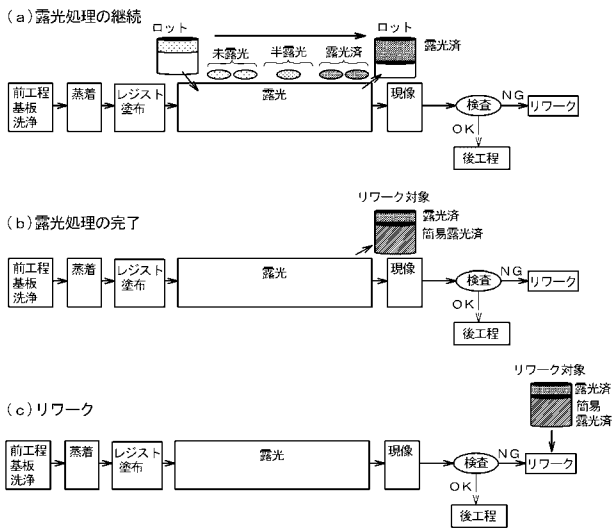 (a)露光処理の継続
ロット
ロット
未露光 半露光 露光済
露光済
前工程
基板
洗浄
蒸着
レジスト
塗布
露光
現像
検査
NG
リワーク
OK
後工程
(b)露光処理の完了
リワーク対象
露光済
簡易露光済
前工程
基板
洗浄
蒸着
レジスト
塗布
露光
現像
検査
NG
リワーク
OK
後工程
(c)リワーク
リワーク対象
露光済
簡易
露光済
前工程
基板
洗浄
蒸着
レジスト
塗布
露光
現像
検査
NG
リワーク
OK
後工程